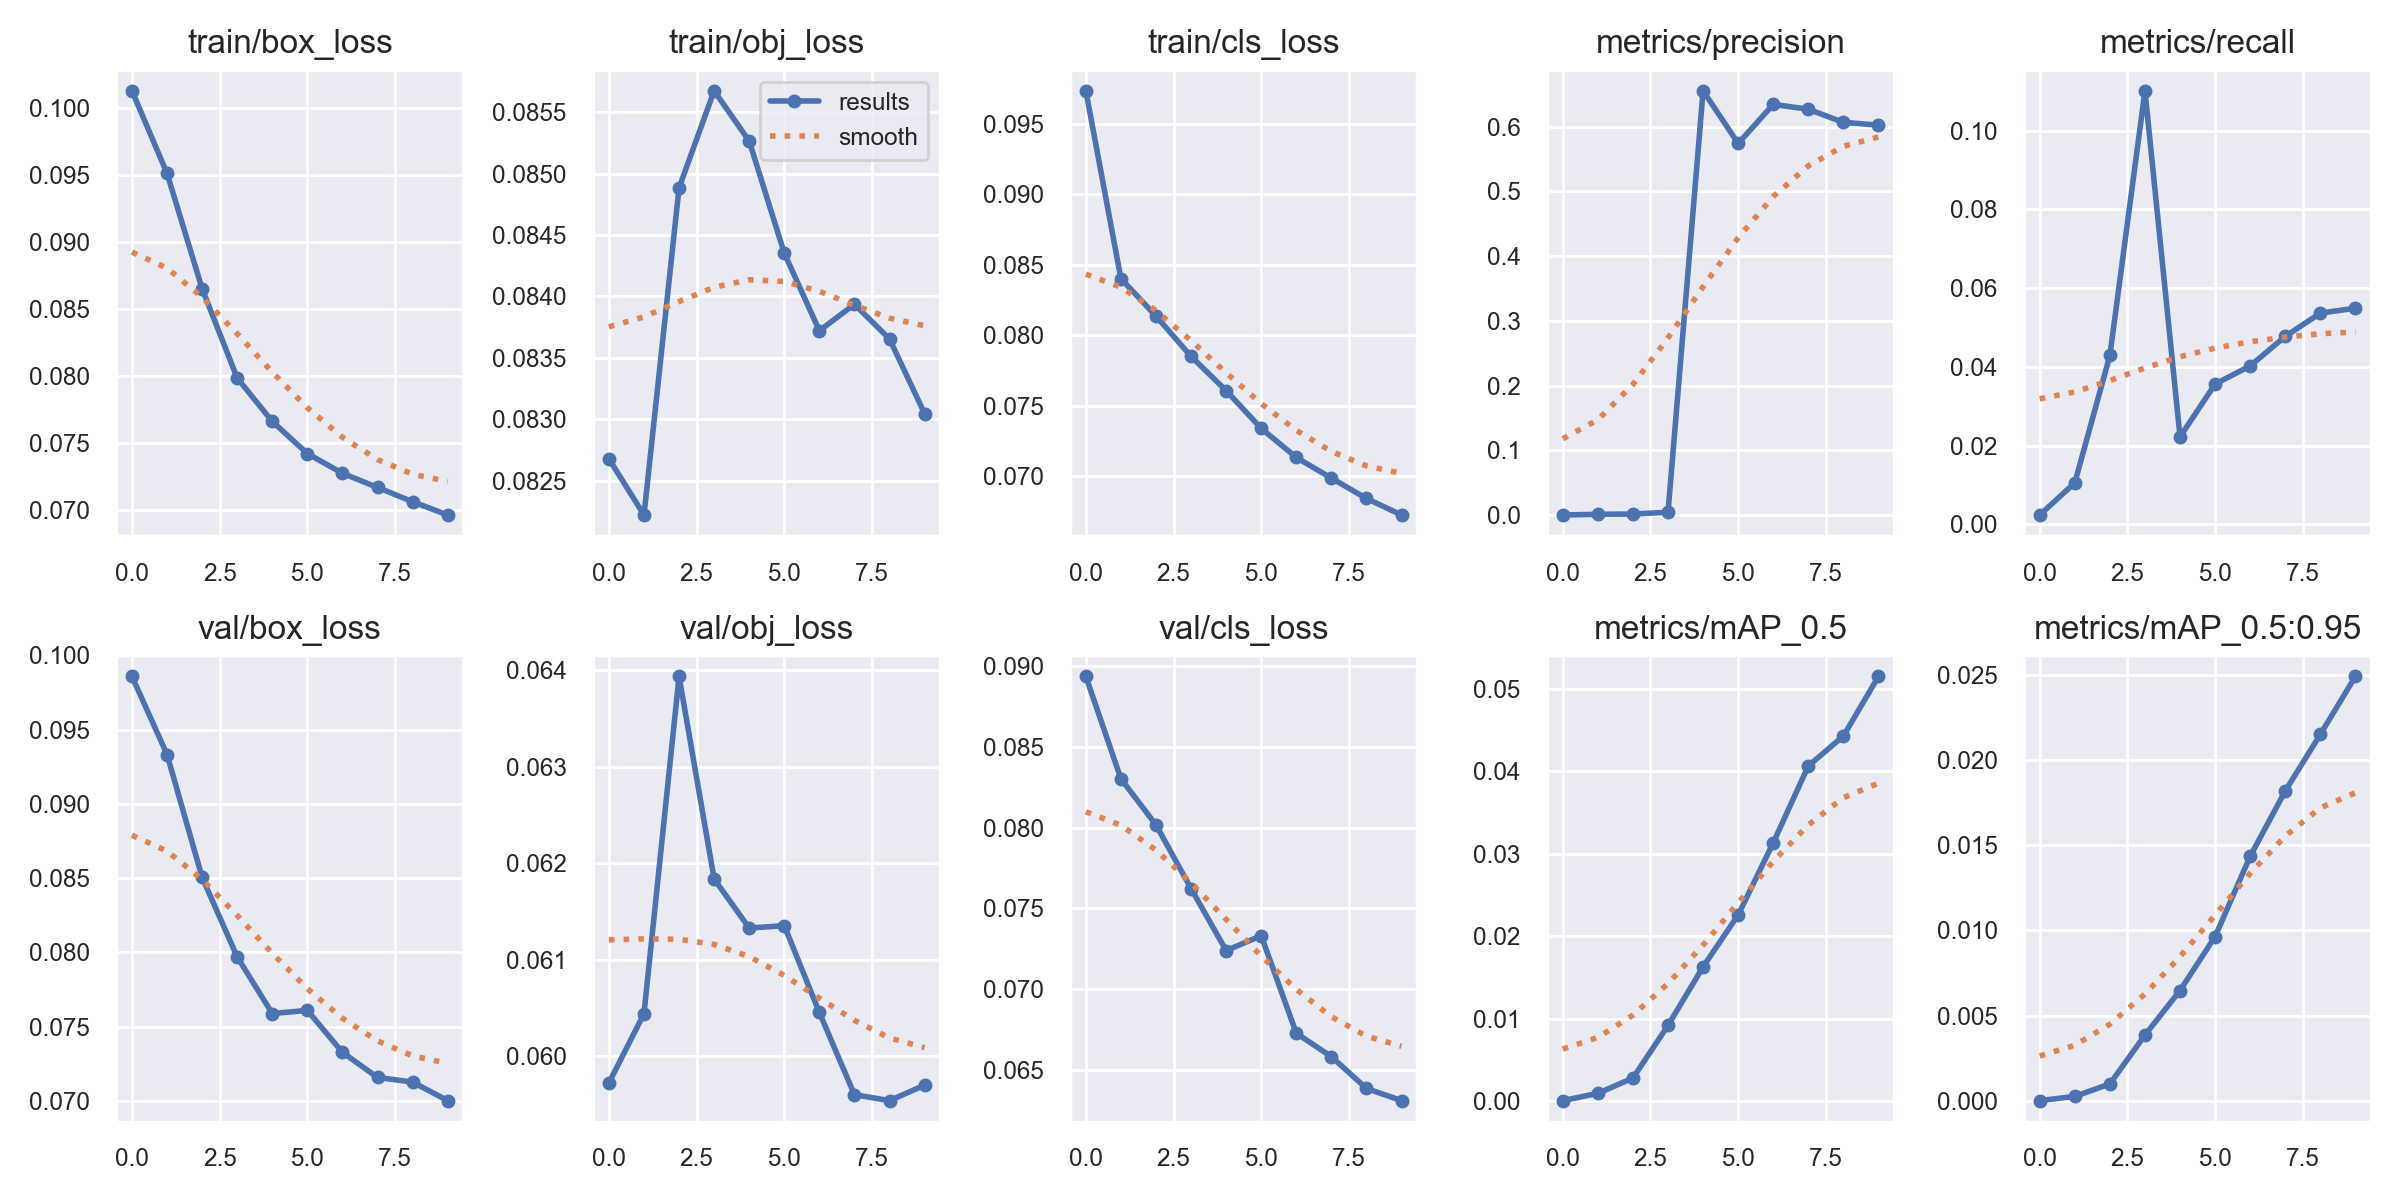 train/box_loss
0.100
0.095
0.090
0.085
0.080
0.075
0.070
0.0 2.5 5.0 7.5
train/obj_loss
results
smooth
0.0855
0.0850
0.0845
0.0840
0.0835
0.0830
0.0825
0.0 2.5 5.0 7.5
train/cls_loss
0.095
0.090
0.085
0.080
0.075
0.070
0.0 2.5 5.0 7.5
metrics/precision
0.6
0.5
0.4
0.3
0.2
0.1
0.0
0.0 2.5 5.0 7.5
metrics/recall
0.10
0.08
0.06
0.04
0.02
0.00
0.0 2.5 5.0 7.5
val/box_loss
0.100
0.095
0.090
0.085
0.080
0.075
0.070
0.0 2.5 5.0 7.5
val/obj_loss
0.064
0.063
0.062
0.061
0.060
0.0 2.5 5.0 7.5
val/cls_loss
0.090
0.085
0.080
0.075
0.070
0.065
0.0 2.5 5.0 7.5
metrics/mAP_0.5
0.05
0.04
0.03
0.02
0.01
0.00
0.0 2.5 5.0 7.5
metrics/mAP_0.5:0.95
0.025
0.020
0.015
0.010
0.005
0.000
0.0 2.5 5.0 7.5